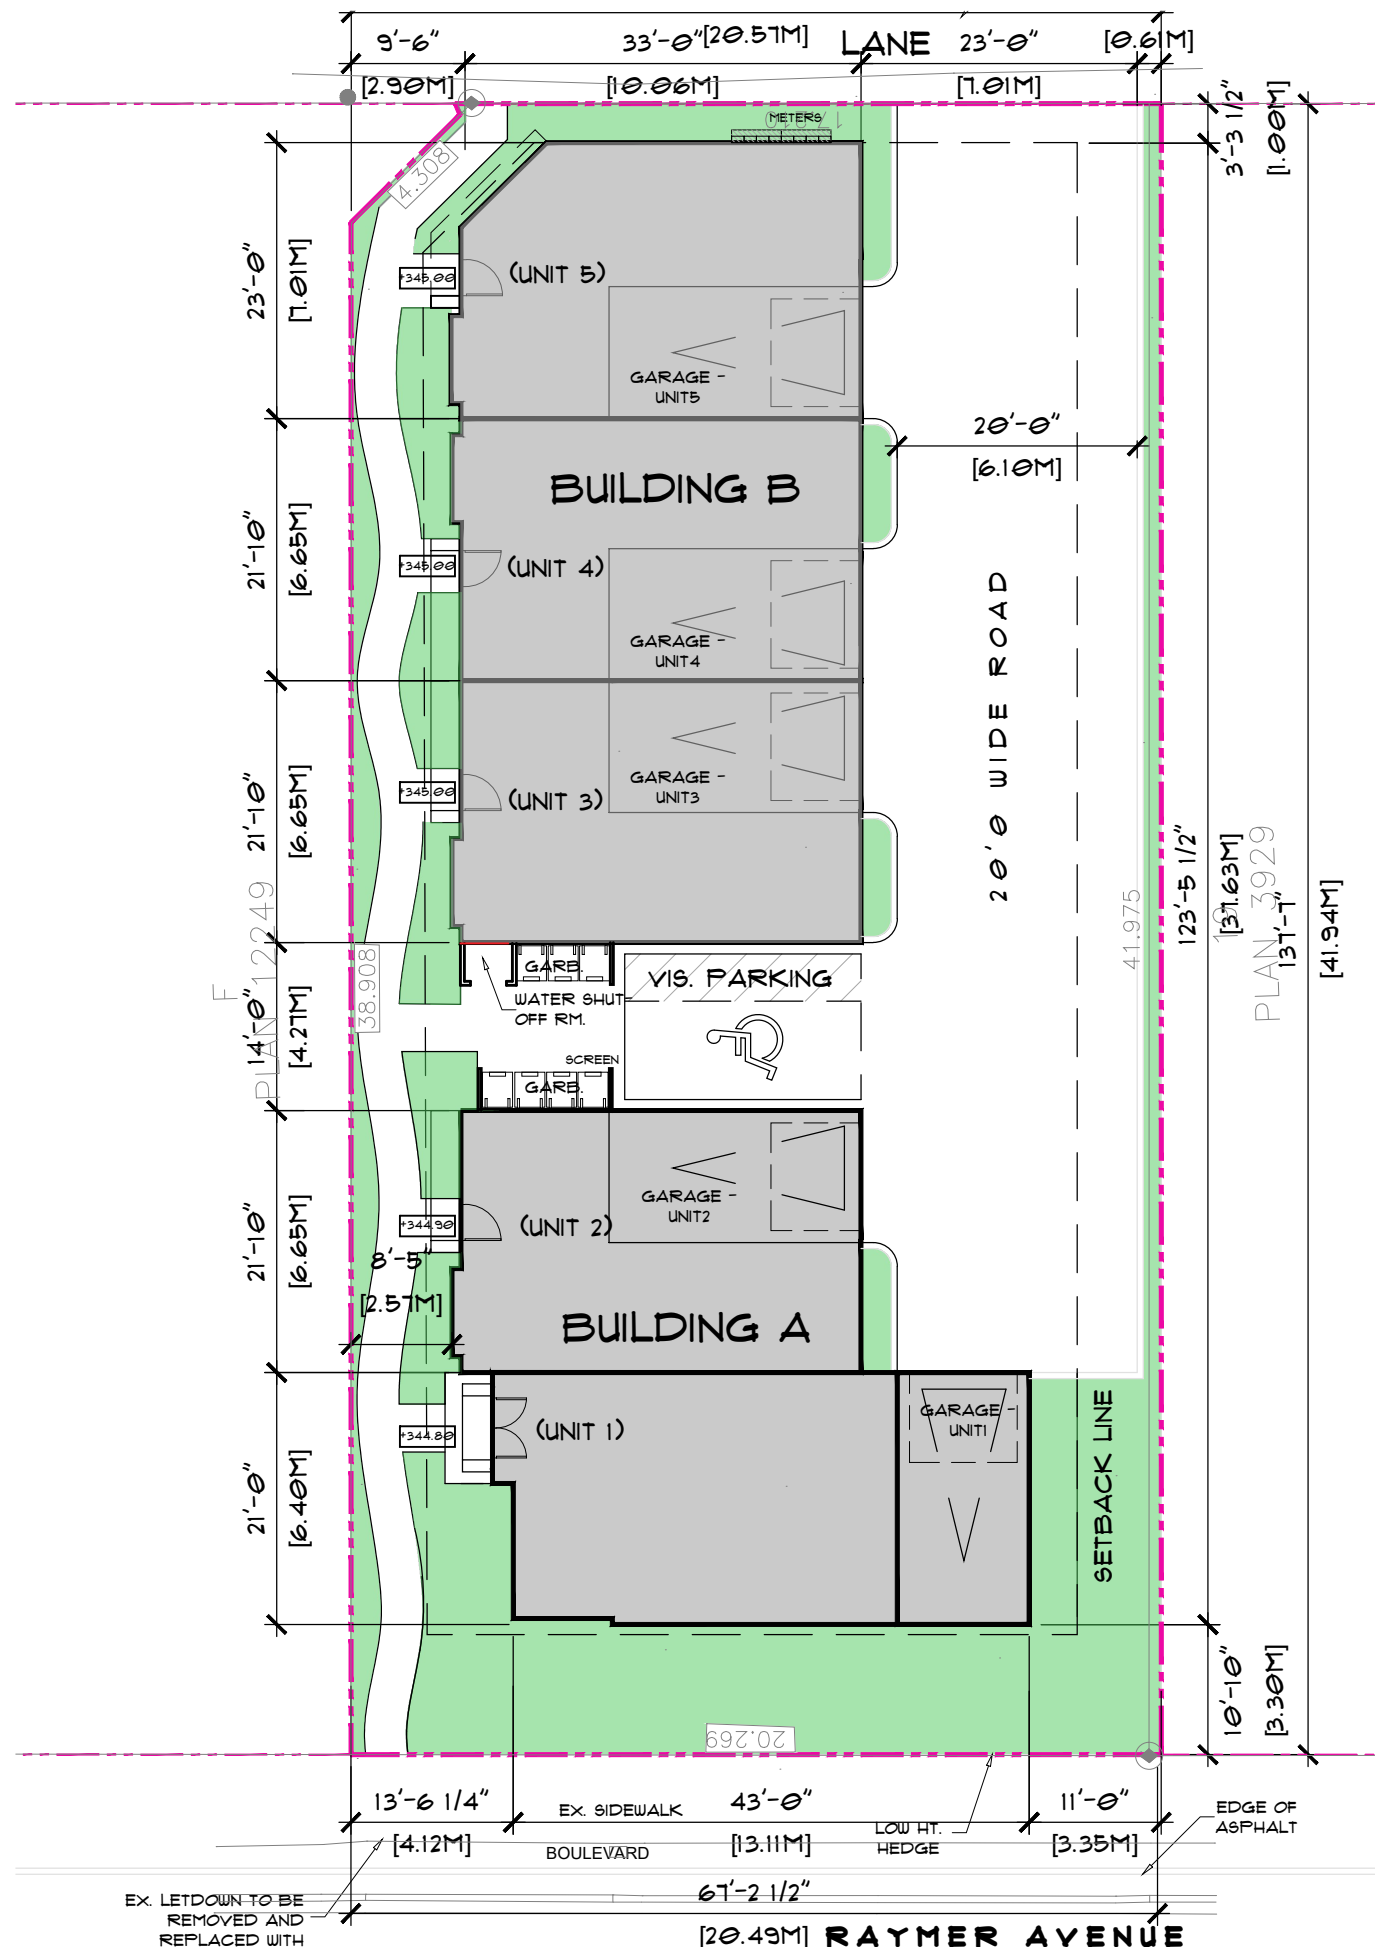 9'-6"
33'-0"
[20.57M]
LANE
23'-0"
[0.61M]
[2.90M]
[10.06M]
[7.01M]
3'-3 1/2"
[1.00M]
METERS
4.308
23'-0"
[7.01M]
+345.00
(UNIT 5)
GARAGE -
UNIT5
20'-0"
[6.10M]
BUILDING B
21'-10"
[6.65M]
+345.00
(UNIT 4)
GARAGE -
UNIT4
20'0 WIDE ROAD
21'-10"
[6.65M]
+345.00
(UNIT 3)
GARAGE -
UNIT3
123'-5 1/2"
[37.63M]
PLAN 3929
137'-7"
[41.94M]
41.975
F
PLAN 12249
14'-0"
[4.27M]
38.908
GARB.
WATER SHUT-
OFF RM.
VIS. PARKING
SCREEN
GARB.
21'-10"
[6.65M]
GARAGE -
UNIT2
+344.90
(UNIT 2)
8'-5"
[2.57M]
BUILDING A
+344.80
(UNIT 1)
GARAGE -
UNIT1
SETBACK LINE
21'-0"
[6.40M]
10'-10"
[3.30M]
20.269
13'-6 1/4"
EX. SIDEWALK
43'-0"
11'-0"
EDGE OF
ASPHALT
[4.12M]
BOULEVARD
[13.11M]
LOW HT.
HEDGE
[3.35M]
67'-2 1/2"
EX. LETDOWN TO BE
REMOVED AND
REPLACED WITH
[20.49M]
RAYMER AVENUE